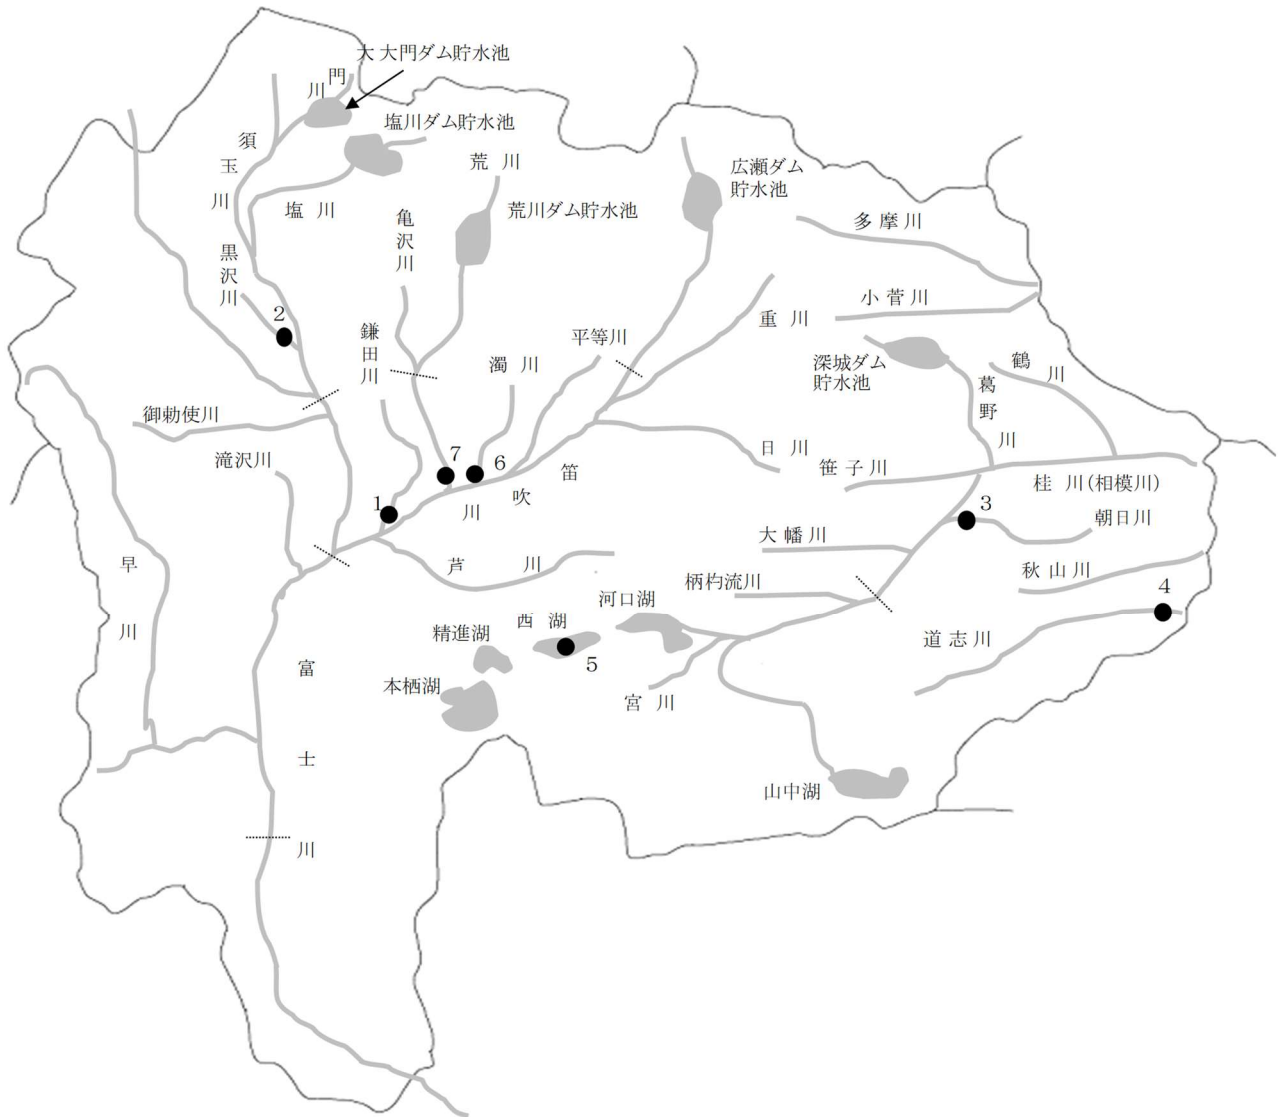 大 大門ダム貯水池
門
川
塩川ダム貯水池
須
玉
川
荒 川
広瀬ダム
貯水池
塩 川
亀
沢
川
荒川ダム貯水池
多 摩 川
黒
沢
川
2
小 菅 川
重 川
鎌
田
川
平等川
濁 川
深城ダム
貯水池
葛
野
川
鶴
川
御勅使川
滝沢川
7
6
日 川
笹 子 川
笛
吹
川
桂 川(相模川)
1
3
朝日川
大 幡 川
芦 川
早
川
柄杓流川
秋 山 川
4
河口湖
西 湖
精進湖
5
道 志 川
本栖湖
宮 川
富
士
川
山中湖